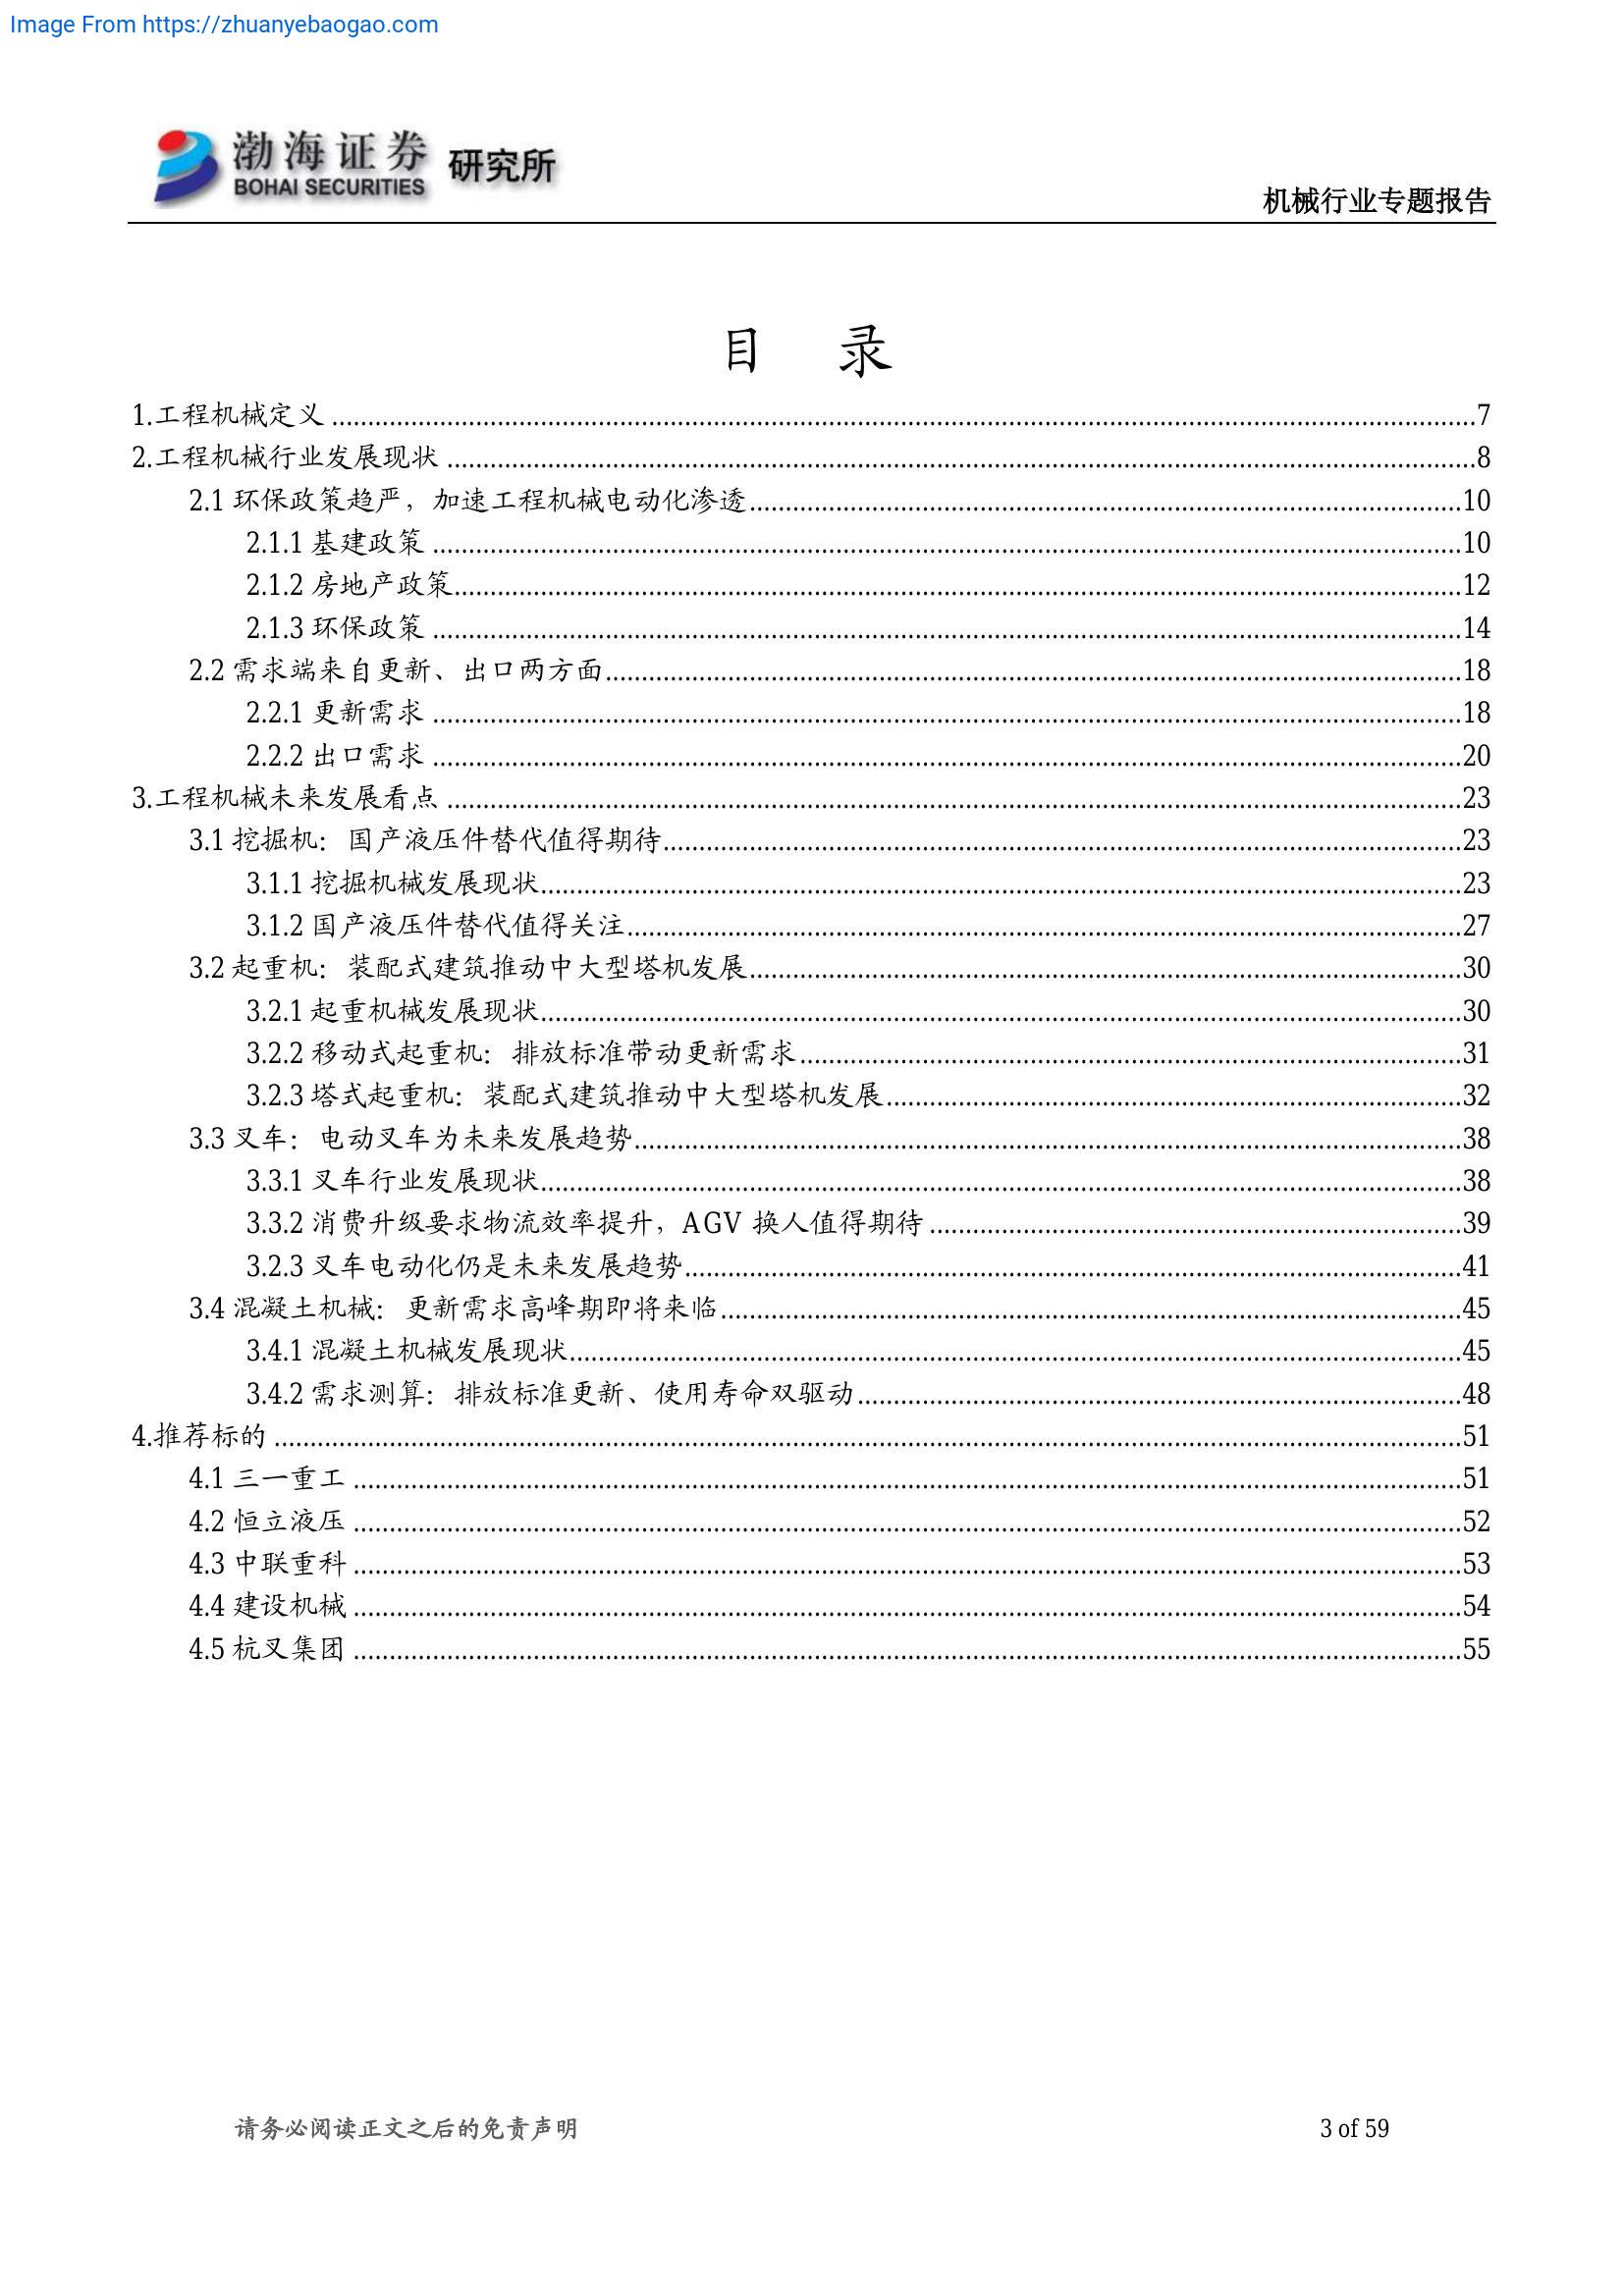 Image From https://zhuanyebaogao.com
渤海证券 研究所
BOHAI SECURITIES
机械行业专题报告
目 录
1.工程机械定义 ................................ 7
2.工程机械行业发展现状 ................................ 8
2.1 环保政策趋严，加速工程机械电动化渗透 ................................ 10
2.1.1 基建政策 ................................ 10
2.1.2 房地产政策 ................................ 12
2.1.3 环保政策 ................................ 14
2.2 需求端来自更新、出口两方面 ................................ 18
2.2.1 更新需求 ................................ 18
2.2.2 出口需求 ................................ 20
3.工程机械未来发展看点 ................................ 23
3.1 挖掘机：国产液压件替代值得期待 ................................ 23
3.1.1 挖掘机械发展现状 ................................ 23
3.1.2 国产液压件替代值得关注 ................................ 27
3.2 起重机：装配式建筑推动中大型塔机发展 ................................ 30
3.2.1 起重机械发展现状 ................................ 30
3.2.2 移动式起重机：排放标准带动更新需求 ................................ 31
3.2.3 塔式起重机：装配式建筑推动中大型塔机发展 ................................ 32
3.3 叉车：电动叉车为未来发展趋势 ................................ 38
3.3.1 叉车行业发展现状 ................................ 38
3.3.2 消费升级要求物流效率提升，AGV 换人值得期待 ................................ 39
3.2.3 叉车电动化仍是未来发展趋势 ................................ 41
3.4 混凝土机械：更新需求高峰期即将来临 ................................ 45
3.4.1 混凝土机械发展现状 ................................ 45
3.4.2 需求测算：排放标准更新、使用寿命双驱动 ................................ 48
4.推荐标的 ................................ 51
4.1 三一重工 ................................ 51
4.2 恒立液压 ................................ 52
4.3 中联重科 ................................ 53
4.4 建设机械 ................................ 54
4.5 杭叉集团 ................................ 55
请务必阅读正文之后的免责声明 3 of 59